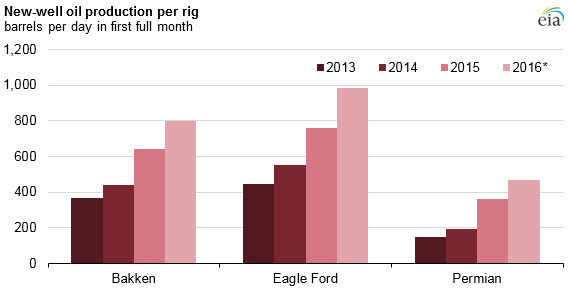 New-well oil production per rig
barrels per day in first full month
eia
1,200
1,000
800
600
400
200
0
2013 2014 2015 2016*
Bakken Eagle Ford Permian